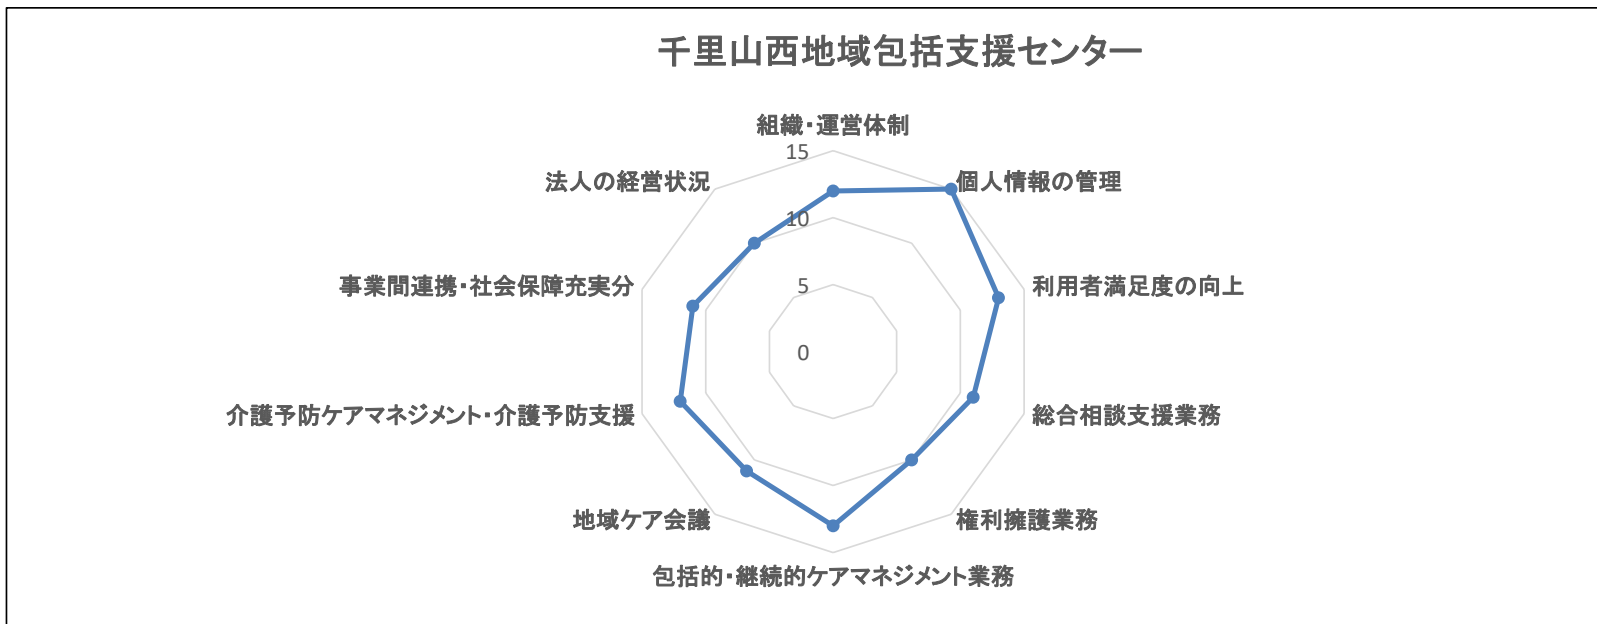 千里山西地域包括支援センター
組織・運営体制
15
法人の経営状況
個人情報の管理
10
事業間連携・社会保障充実分
5
利用者満足度の向上
0
介護予防ケアマネジメント・介護予防支援
総合相談支援業務
地域ケア会議
権利擁護業務
包括的・継続的ケアマネジメント業務